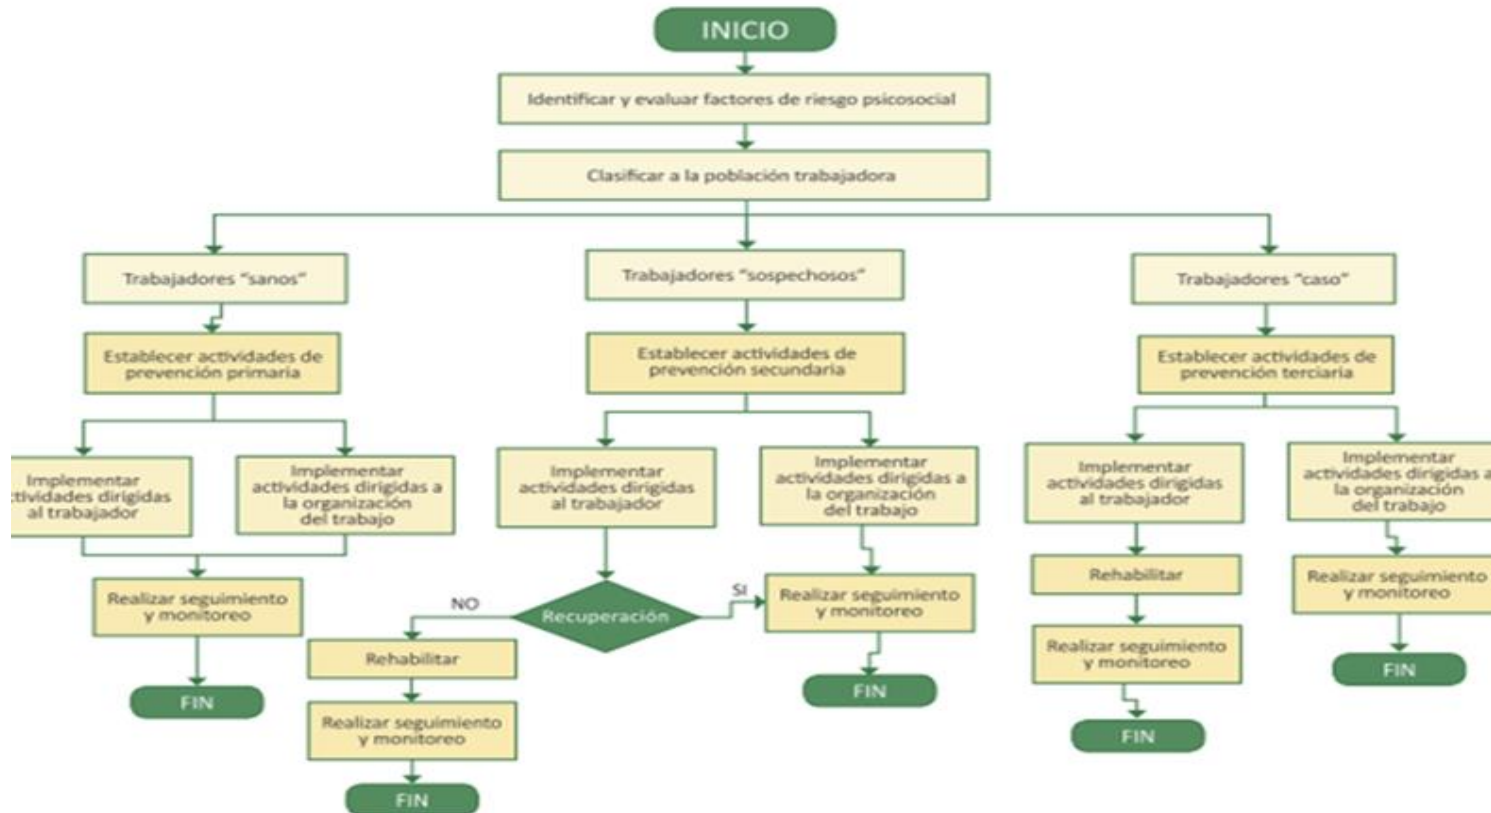 INICIO
Identificar y evaluar factores de riesgo psicosocial
Clasificar a la población trabajadora
Trabajadores “sanos”
Trabajadores “sospechosos”
Trabajadores “caso”
Establecer actividades de
prevención primaria
Establecer actividades de
prevención secundaria
Establecer actividades de
prevención terciaria
Implementar
ctividades dirigidas
al trabajador
Implementar
actividades dirigidas a
la organización
del trabajo
Implementar
actividades dirigidas
al trabajador
Implementar
actividades dirigidas a
la organización
del trabajo
Implementar
actividades dirigidas
al trabajador
Implementar
actividades dirigidas a
la organización
del trabajo
Realizar seguimiento
y monitoreo
FIN
NO
Recuperación
SI
Realizar seguimiento
y monitoreo
FIN
Rehabilitar
Realizar seguimiento
y monitoreo
FIN
Rehabilitar
Realizar seguimiento
y monitoreo
FIN
Realizar seguimiento
y monitoreo
FIN